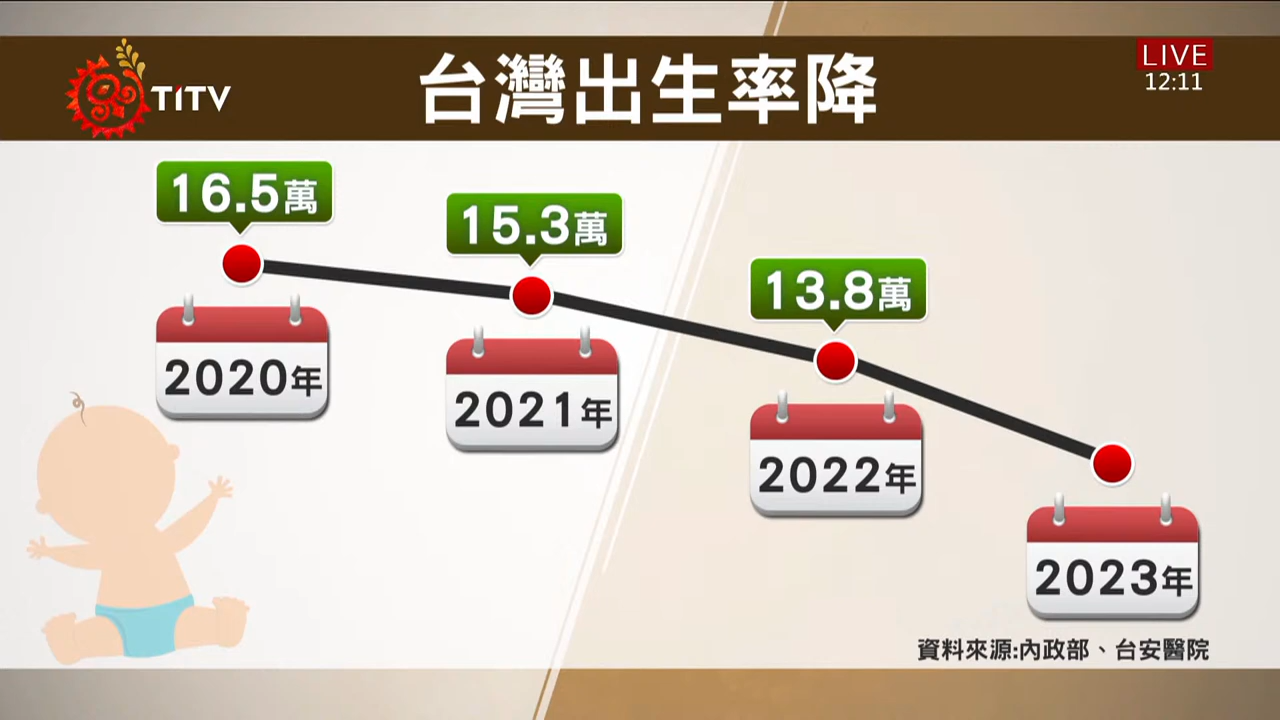 TiTV
台灣出生率降
LIVE
12:11
16.5萬
15.3萬
13.8萬
2020年
2021年
2022年
2023年
資料來源:內政部、台安醫院